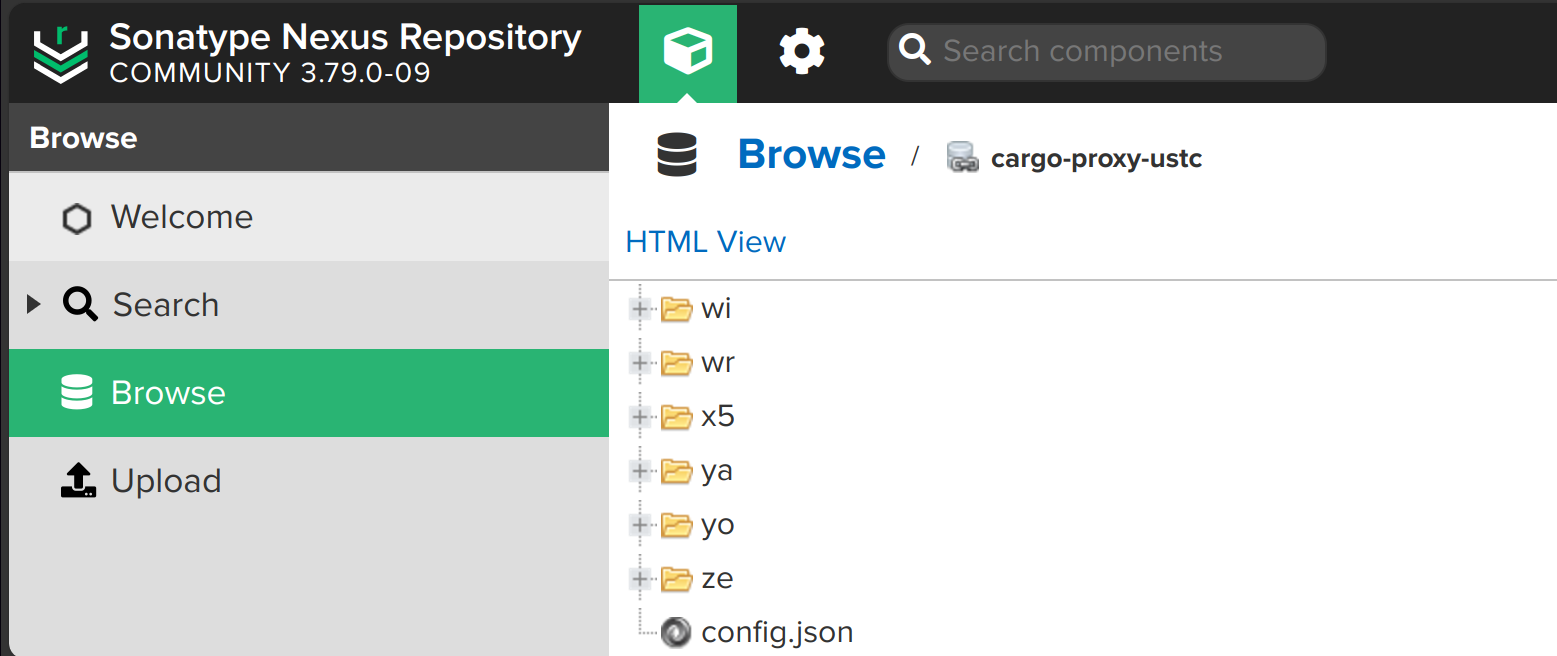 Sonatype Nexus Repository
COMMUNITY 3.79.0-09
Search components
Browse
Welcome
Search
Browse
Upload
Browse / cargo-proxy-ustc
HTML View
wi
wr
x5
ya
yo
ze
config.json